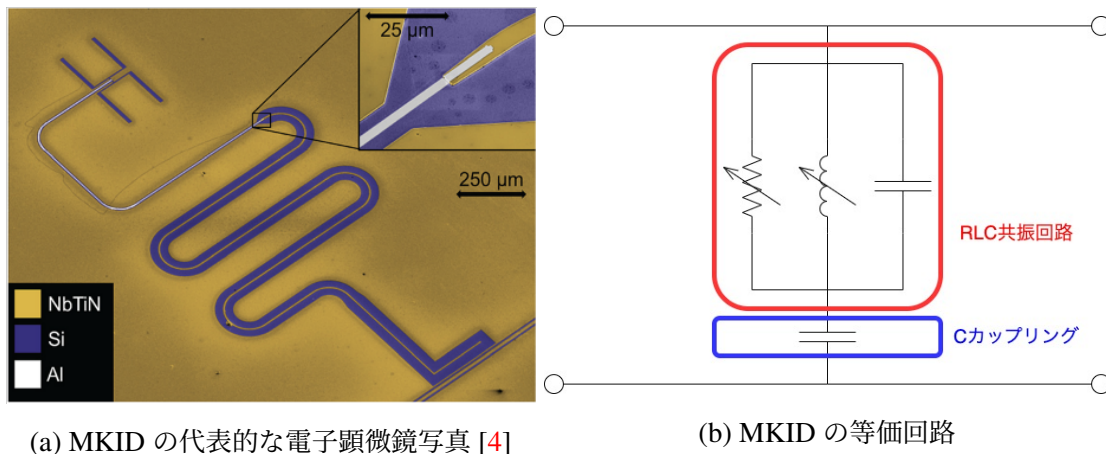 25 μm
250 μm
NbTiN
Si
Al
(a) MKID の代表的な電子顕微鏡写真 [4]
RLC共振回路
Cカップリング
(b) MKID の等価回路